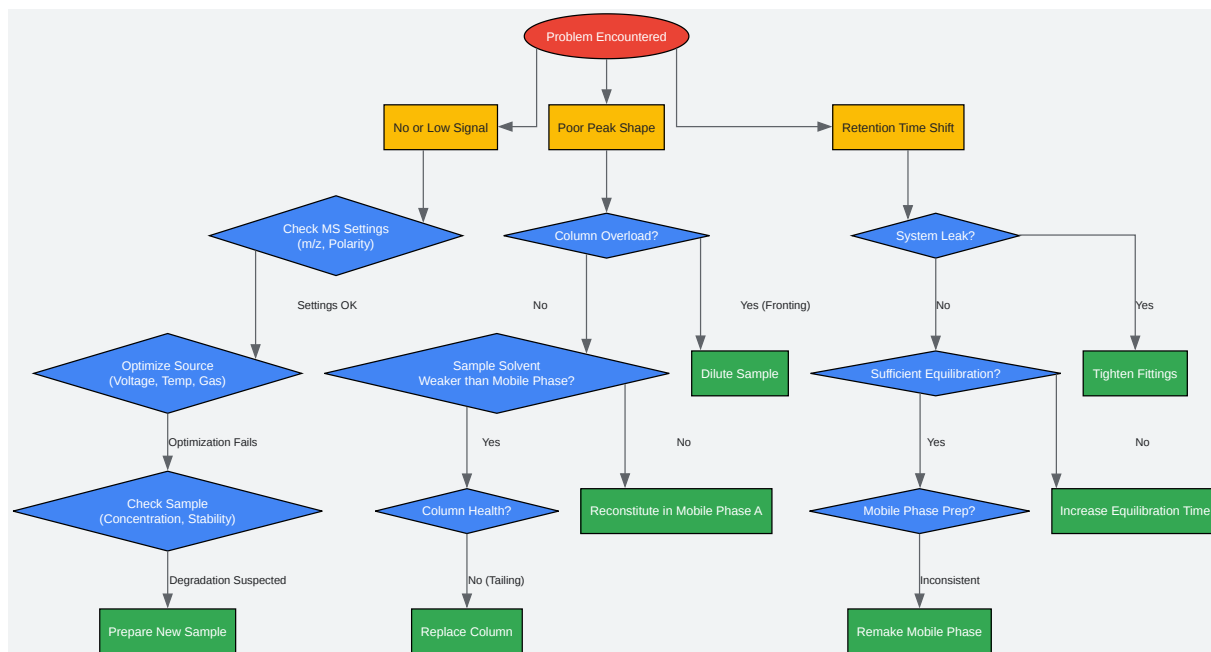 Problem Encountered
No or Low Signal
Poor Peak Shape
Retention Time Shift
Check MS Settings
(m/z, Polarity)
Column Overload?
System Leak?
Settings OK
No
Yes (Fronting)
No
Yes
Optimize Source
(Voltage, Temp, Gas)
Sample Solvent
Weaker than Mobile Phase?
Dilute Sample
Sufficient Equilibration?
Tighten Fittings
Optimization Fails
Yes
No
Yes
No
Check Sample
(Concentration, Stability)
Column Health?
Reconstitute in Mobile Phase A
Mobile Phase Prep?
Increase Equilibration Time
Degradation Suspected
No (Tailing)
Inconsistent
Prepare New Sample
Replace Column
Remake Mobile Phase